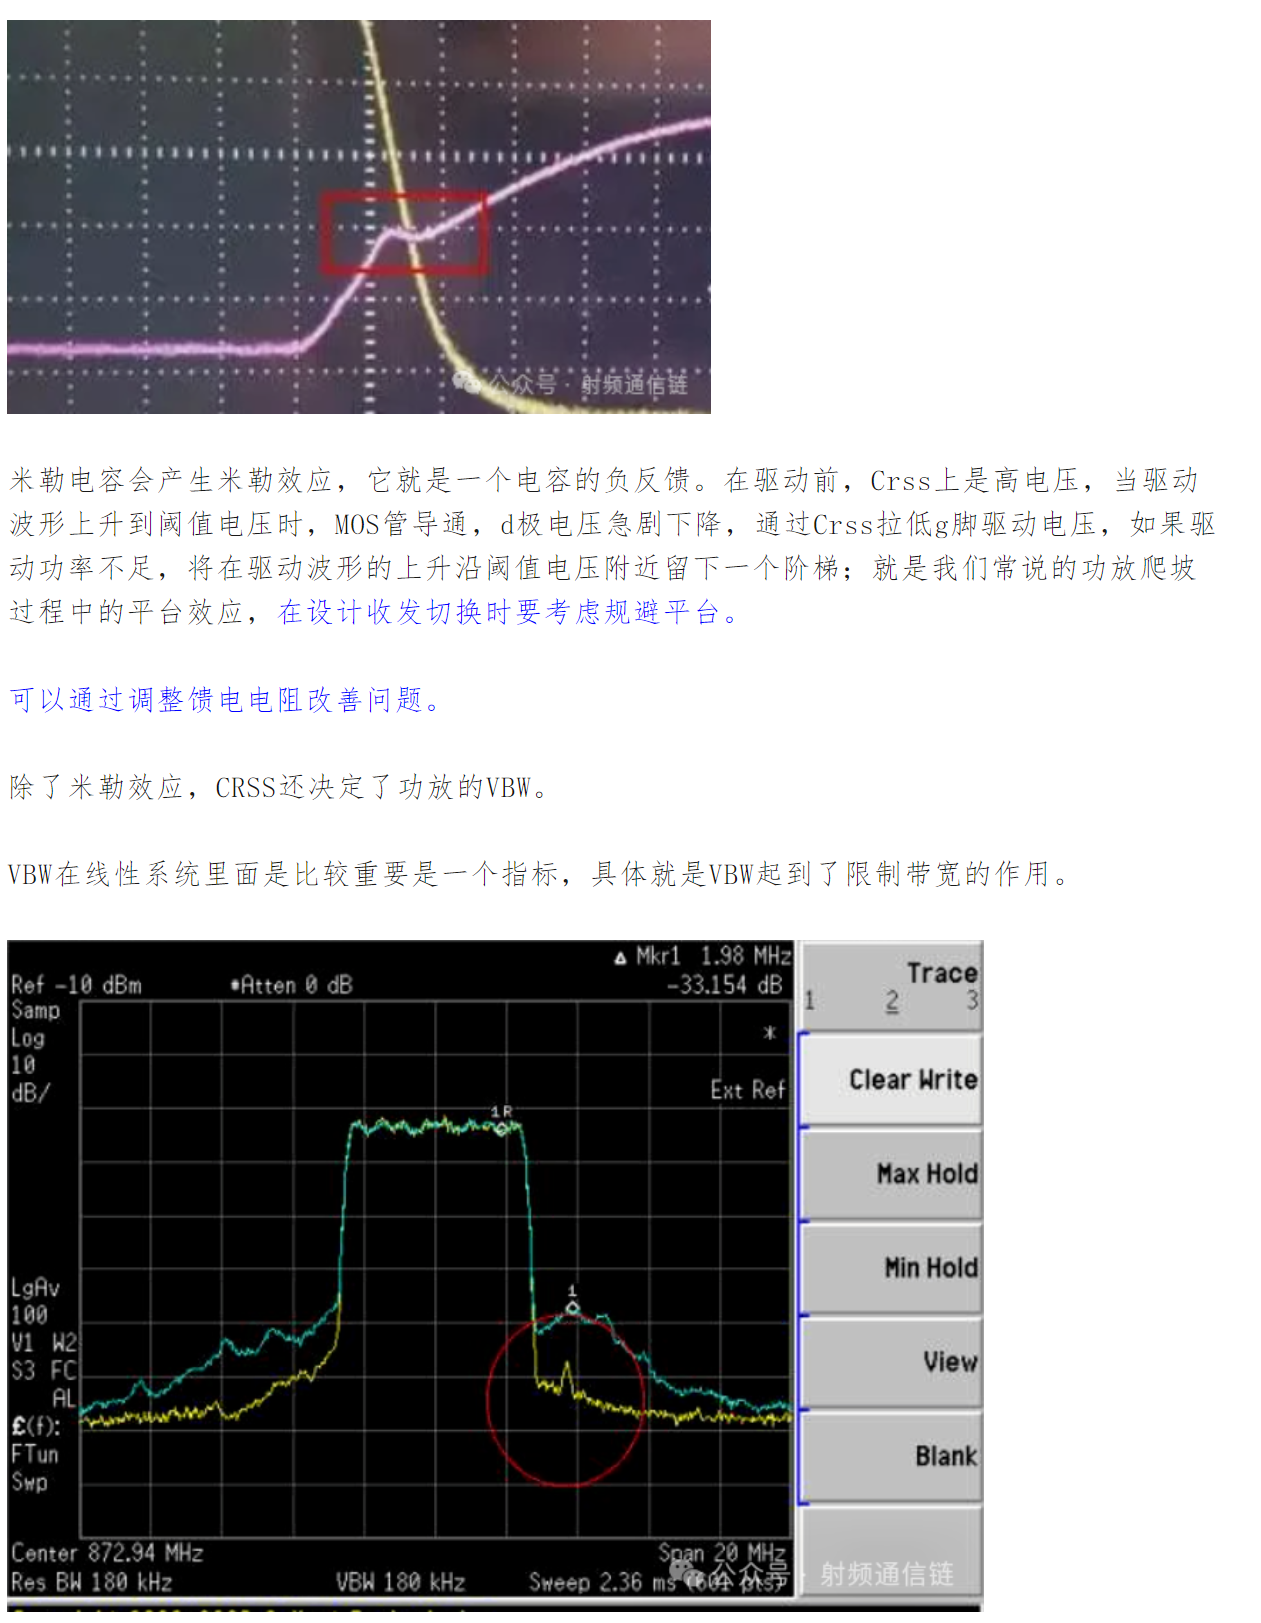 公众号 · 射频通信链
米勒电容会产生米勒效应，它就是一个电容的负反馈。在驱动前，Crss上是高电压，当驱动
波形上升到阈值电压时，MOS管导通，d极电压急剧下降，通过Crss拉低g脚驱动电压，如果驱
动功率不足，将在驱动波形的上升沿阈值电压附近留下一个阶梯；就是我们常说的功放爬坡
过程中的平台效应，在设计收发切换时要考虑规避平台。
可以通过调整馈电电阻改善问题。
除了米勒效应，CRSS还决定了功放的VBW。
VBW在线性系统里面是比较重要是一个指标，具体就是VBW起到了限制带宽的作用。
Δ Mkr1 1.98 MHz
Ref -10 dBm *Atten 0 dB -33.154 dB
Samp
Log
10
dB/
*
Ext Ref
1R
1
LgAv
100
V1 W2
S3 FC
AL
£(f):
FTun
Swp
Center 872.94 MHz Span 20 MHz
Res BW 180 kHz VBW 180 kHz Sweep 2.36 ms (601 pts)
Trace
1 2 3
Clear Write
Max Hold
Min Hold
View
Blank
公众号 · 射频通信链